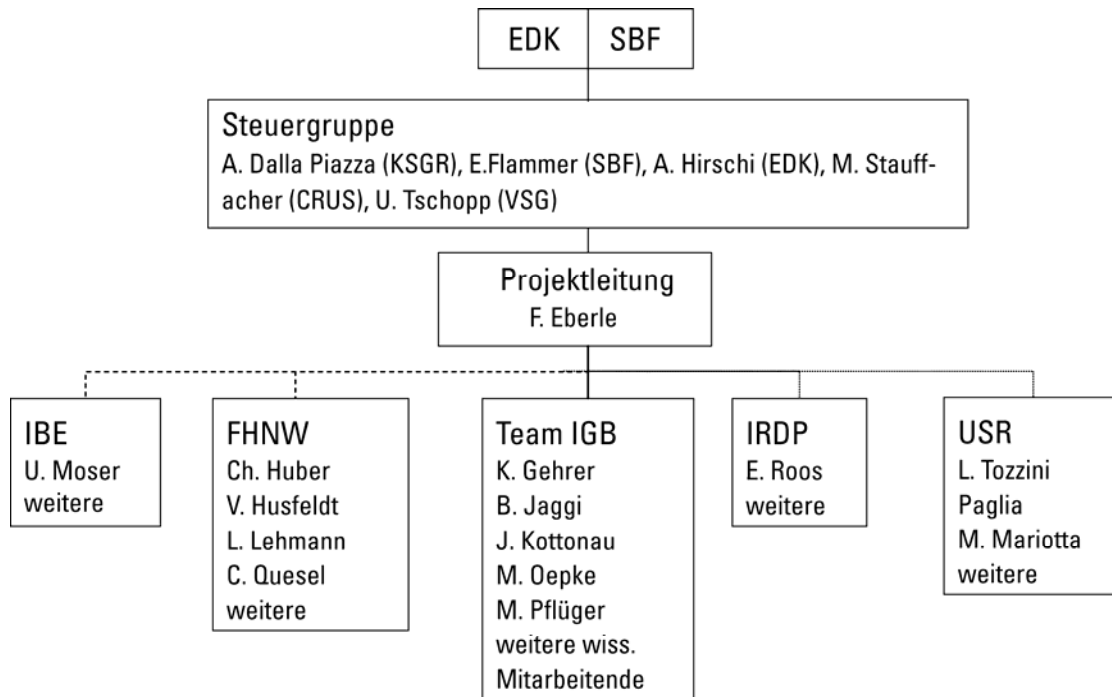 EDK SBF
Steuergruppe
A. Dalla Piazza (KSGR), E.Flammer (SBF), A. Hirschi (EDK), M. Stauff-
acher (CRUS), U. Tschopp (VSG)
Projektleitung
F. Eberle
IBE
U. Moser
weitere
FHNW
Ch. Huber
V. Husfeldt
L. Lehmann
C. Quesel
weitere
Team IGB
K. Gehrer
B. Jaggi
J. Kottonau
M. Oepke
M. Pflüger
weitere wiss.
Mitarbeitende
IRDP
E. Roos
weitere
USR
L. Tozzini
Paglia
M. Mariotta
weitere